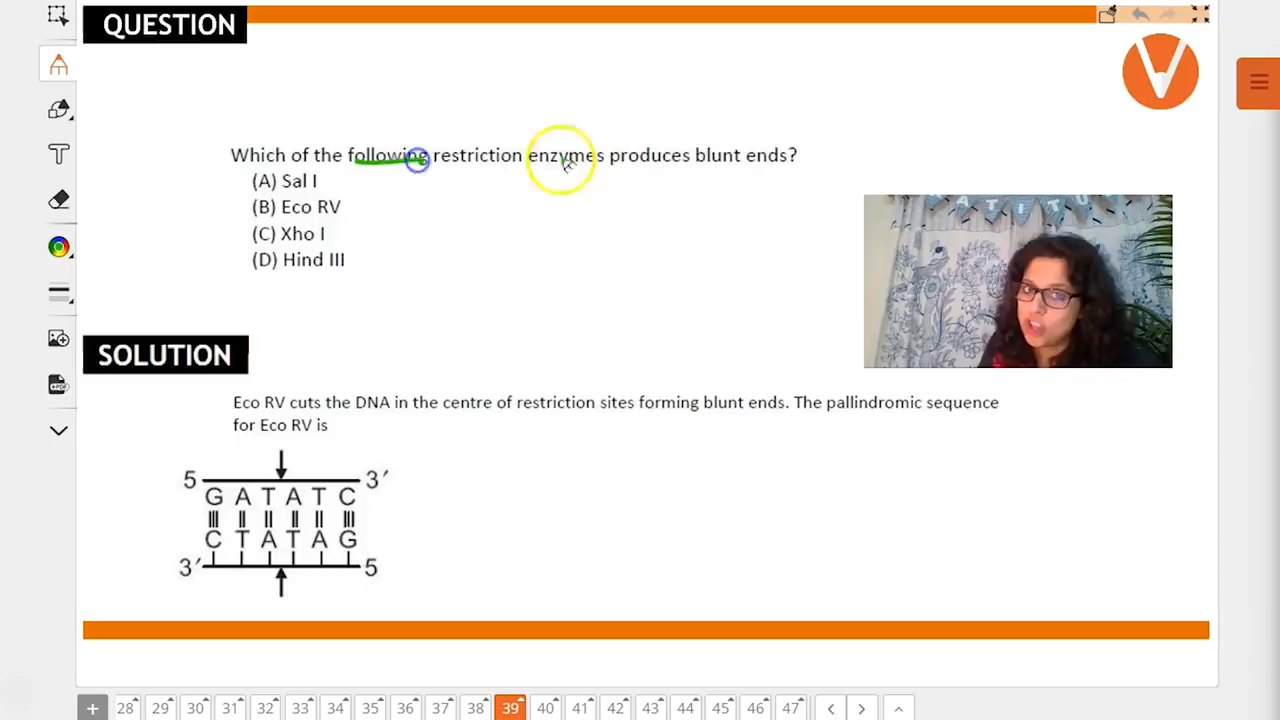 QUESTION
Which of the following restriction enzymes produces blunt ends?
(A) Sal I
(B) Eco RV
(C) Xho I
(D) Hind III
ATITU
SOLUTION
Eco RV cuts the DNA in the centre of restriction sites forming blunt ends. The pallindromic sequence
for Eco RV is
5 3′
G A T A T C
C T A T A G
3′ 5
+PDF
28 29 30 31 32 33 34 35 36 37 38 39 40 41 42 43 44 45 46 47